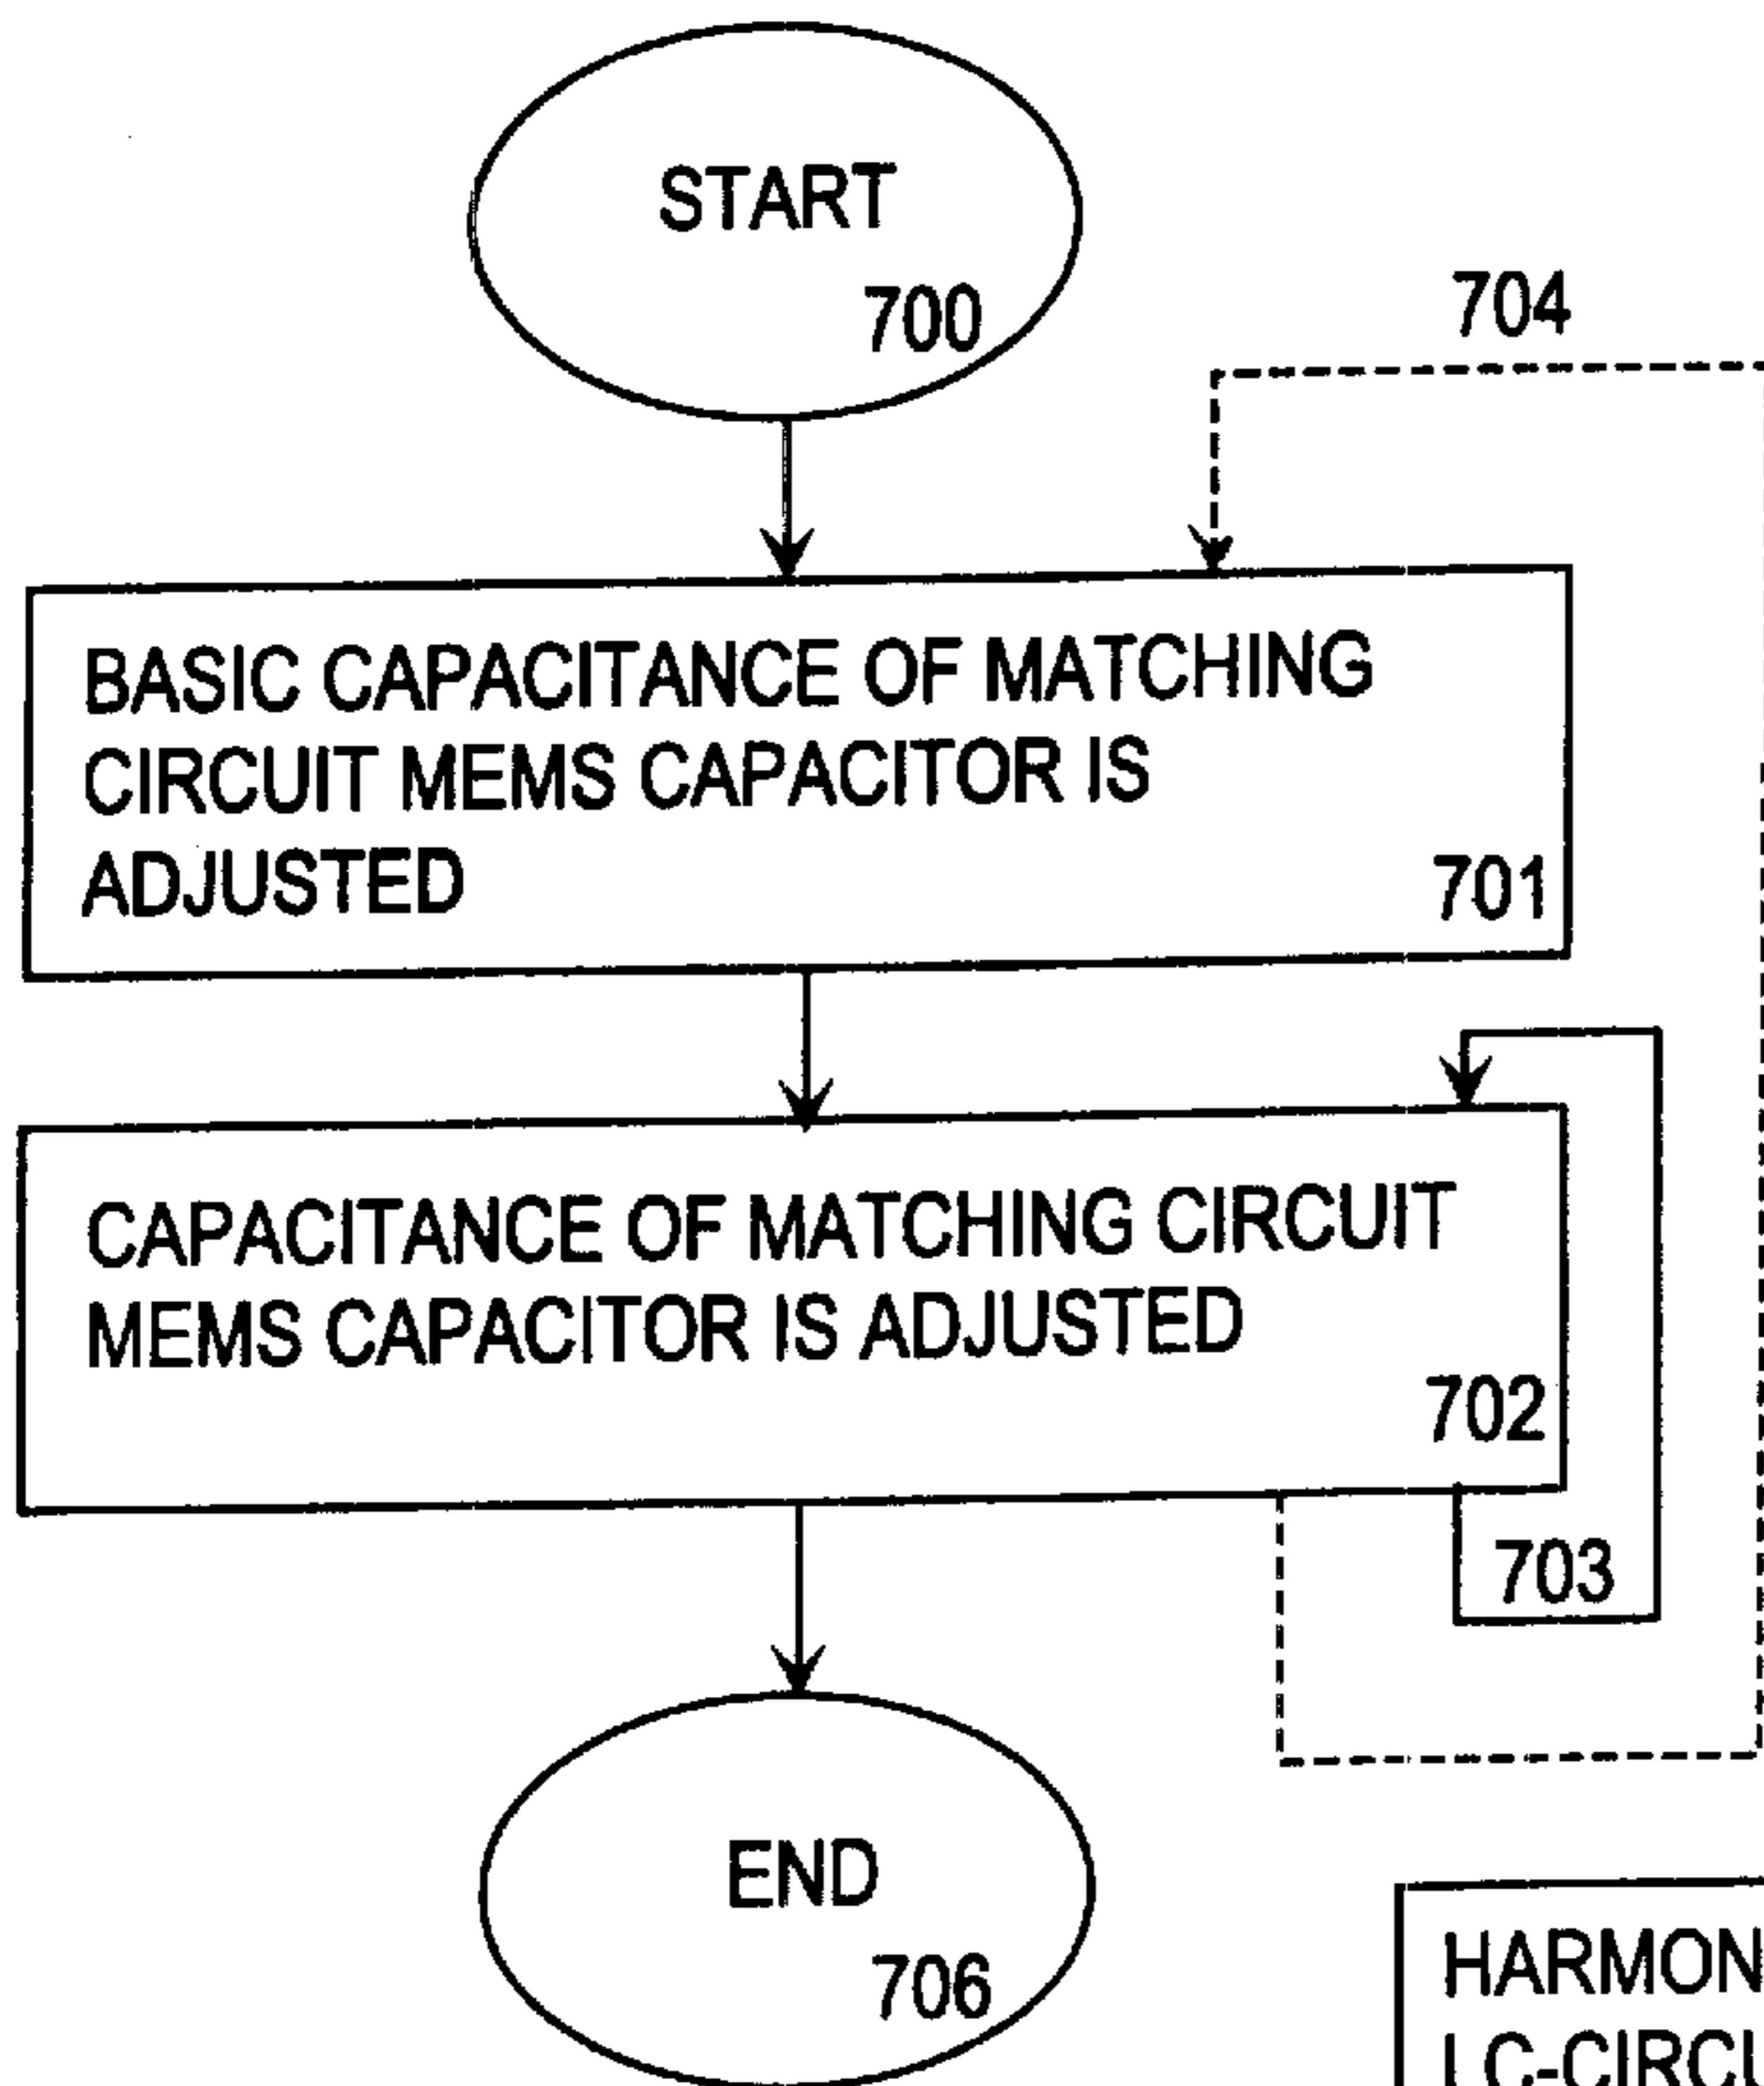 START
700
704
BASIC CAPACITANCE OF MATCHING
CIRCUIT MEMS CAPACITOR IS
ADJUSTED
701
CAPACITANCE OF MATCHING CIRCUIT
MEMS CAPACITOR IS ADJUSTED
702
703
END
706